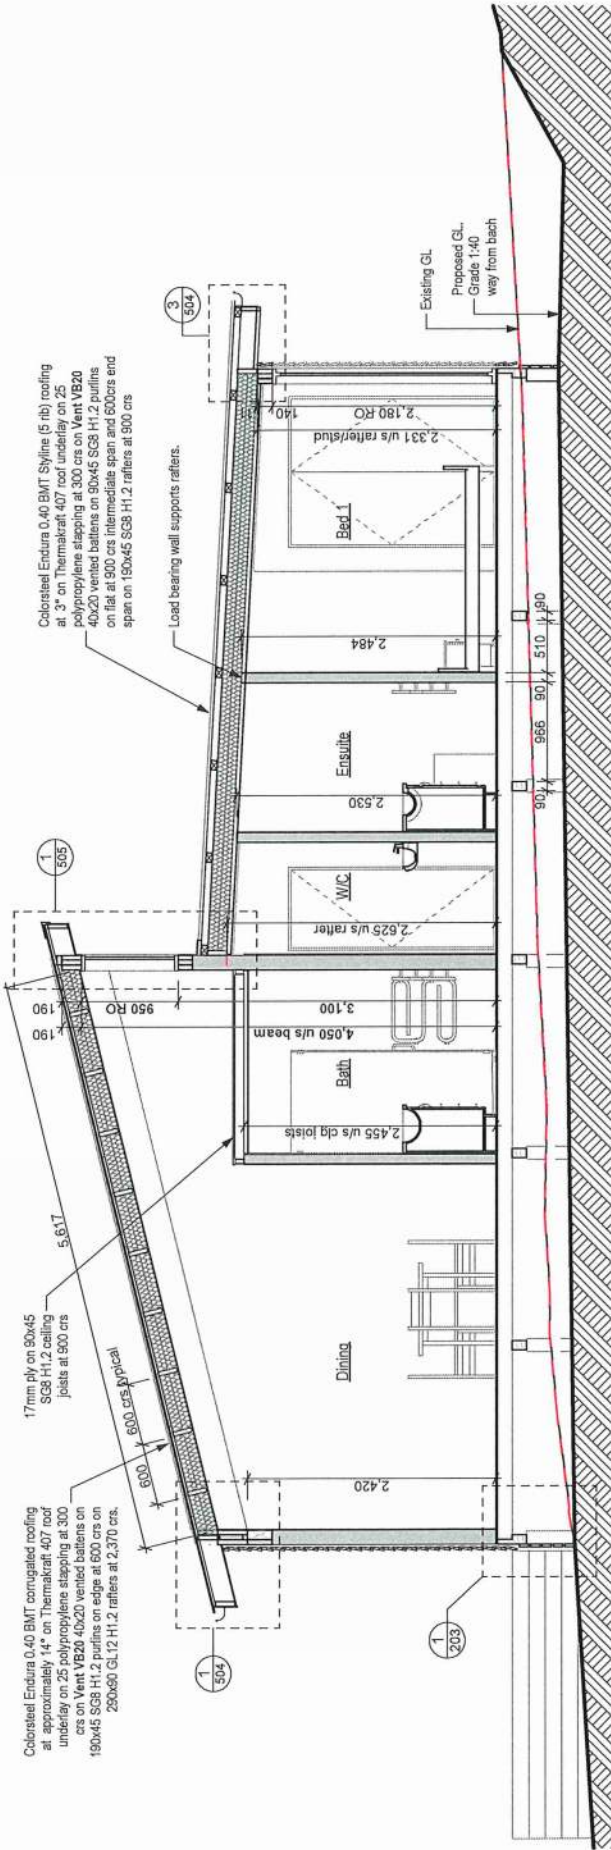 Colorsteel Endura 0.40 BMT corrugated roofing
at approximately 14° on Thermakraft 407 roof
underlay on 25 polypropylene stapping at 300
crs on Vent VB20 40x20 vented battens on
190x45 SG8 H1.2 purlins on edge at 600 crs on
290x90 GL12 H1.2 rafters at 2,370 crs.
17mm ply on 90x45
SG8 H1.2 ceiling
joists at 900 crs
Colorsteel Endura 0.40 BMT Styline (5 rib) roofing
at 3° on Thermakraft 407 roof underlay on 25
polypropylene stapping at 300 crs on Vent VB20
40x20 vented battens on 90x45 SG8 H1.2 purlins
on flat at 900 crs intermediate span and 600crs end
span on 190x45 SG8 H1.2 rafters at 900 crs
Load bearing wall supports rafters.
1
504
1
505
3
504
1
203
5,617
600
600 crs typical
190
190
950 RO
3,100
4,050 u/s beam
2,420
2,455 u/s clg joists
2,625 u/s rafter
2,530
2,484
2,331 u/s rafter/stud
2,180 RO
140
11
Dining
Bath
W/C
Ensuite
Bed 1
90
966
90
510
90
Existing GL
Proposed GL.
Grade 1:40
way from bach